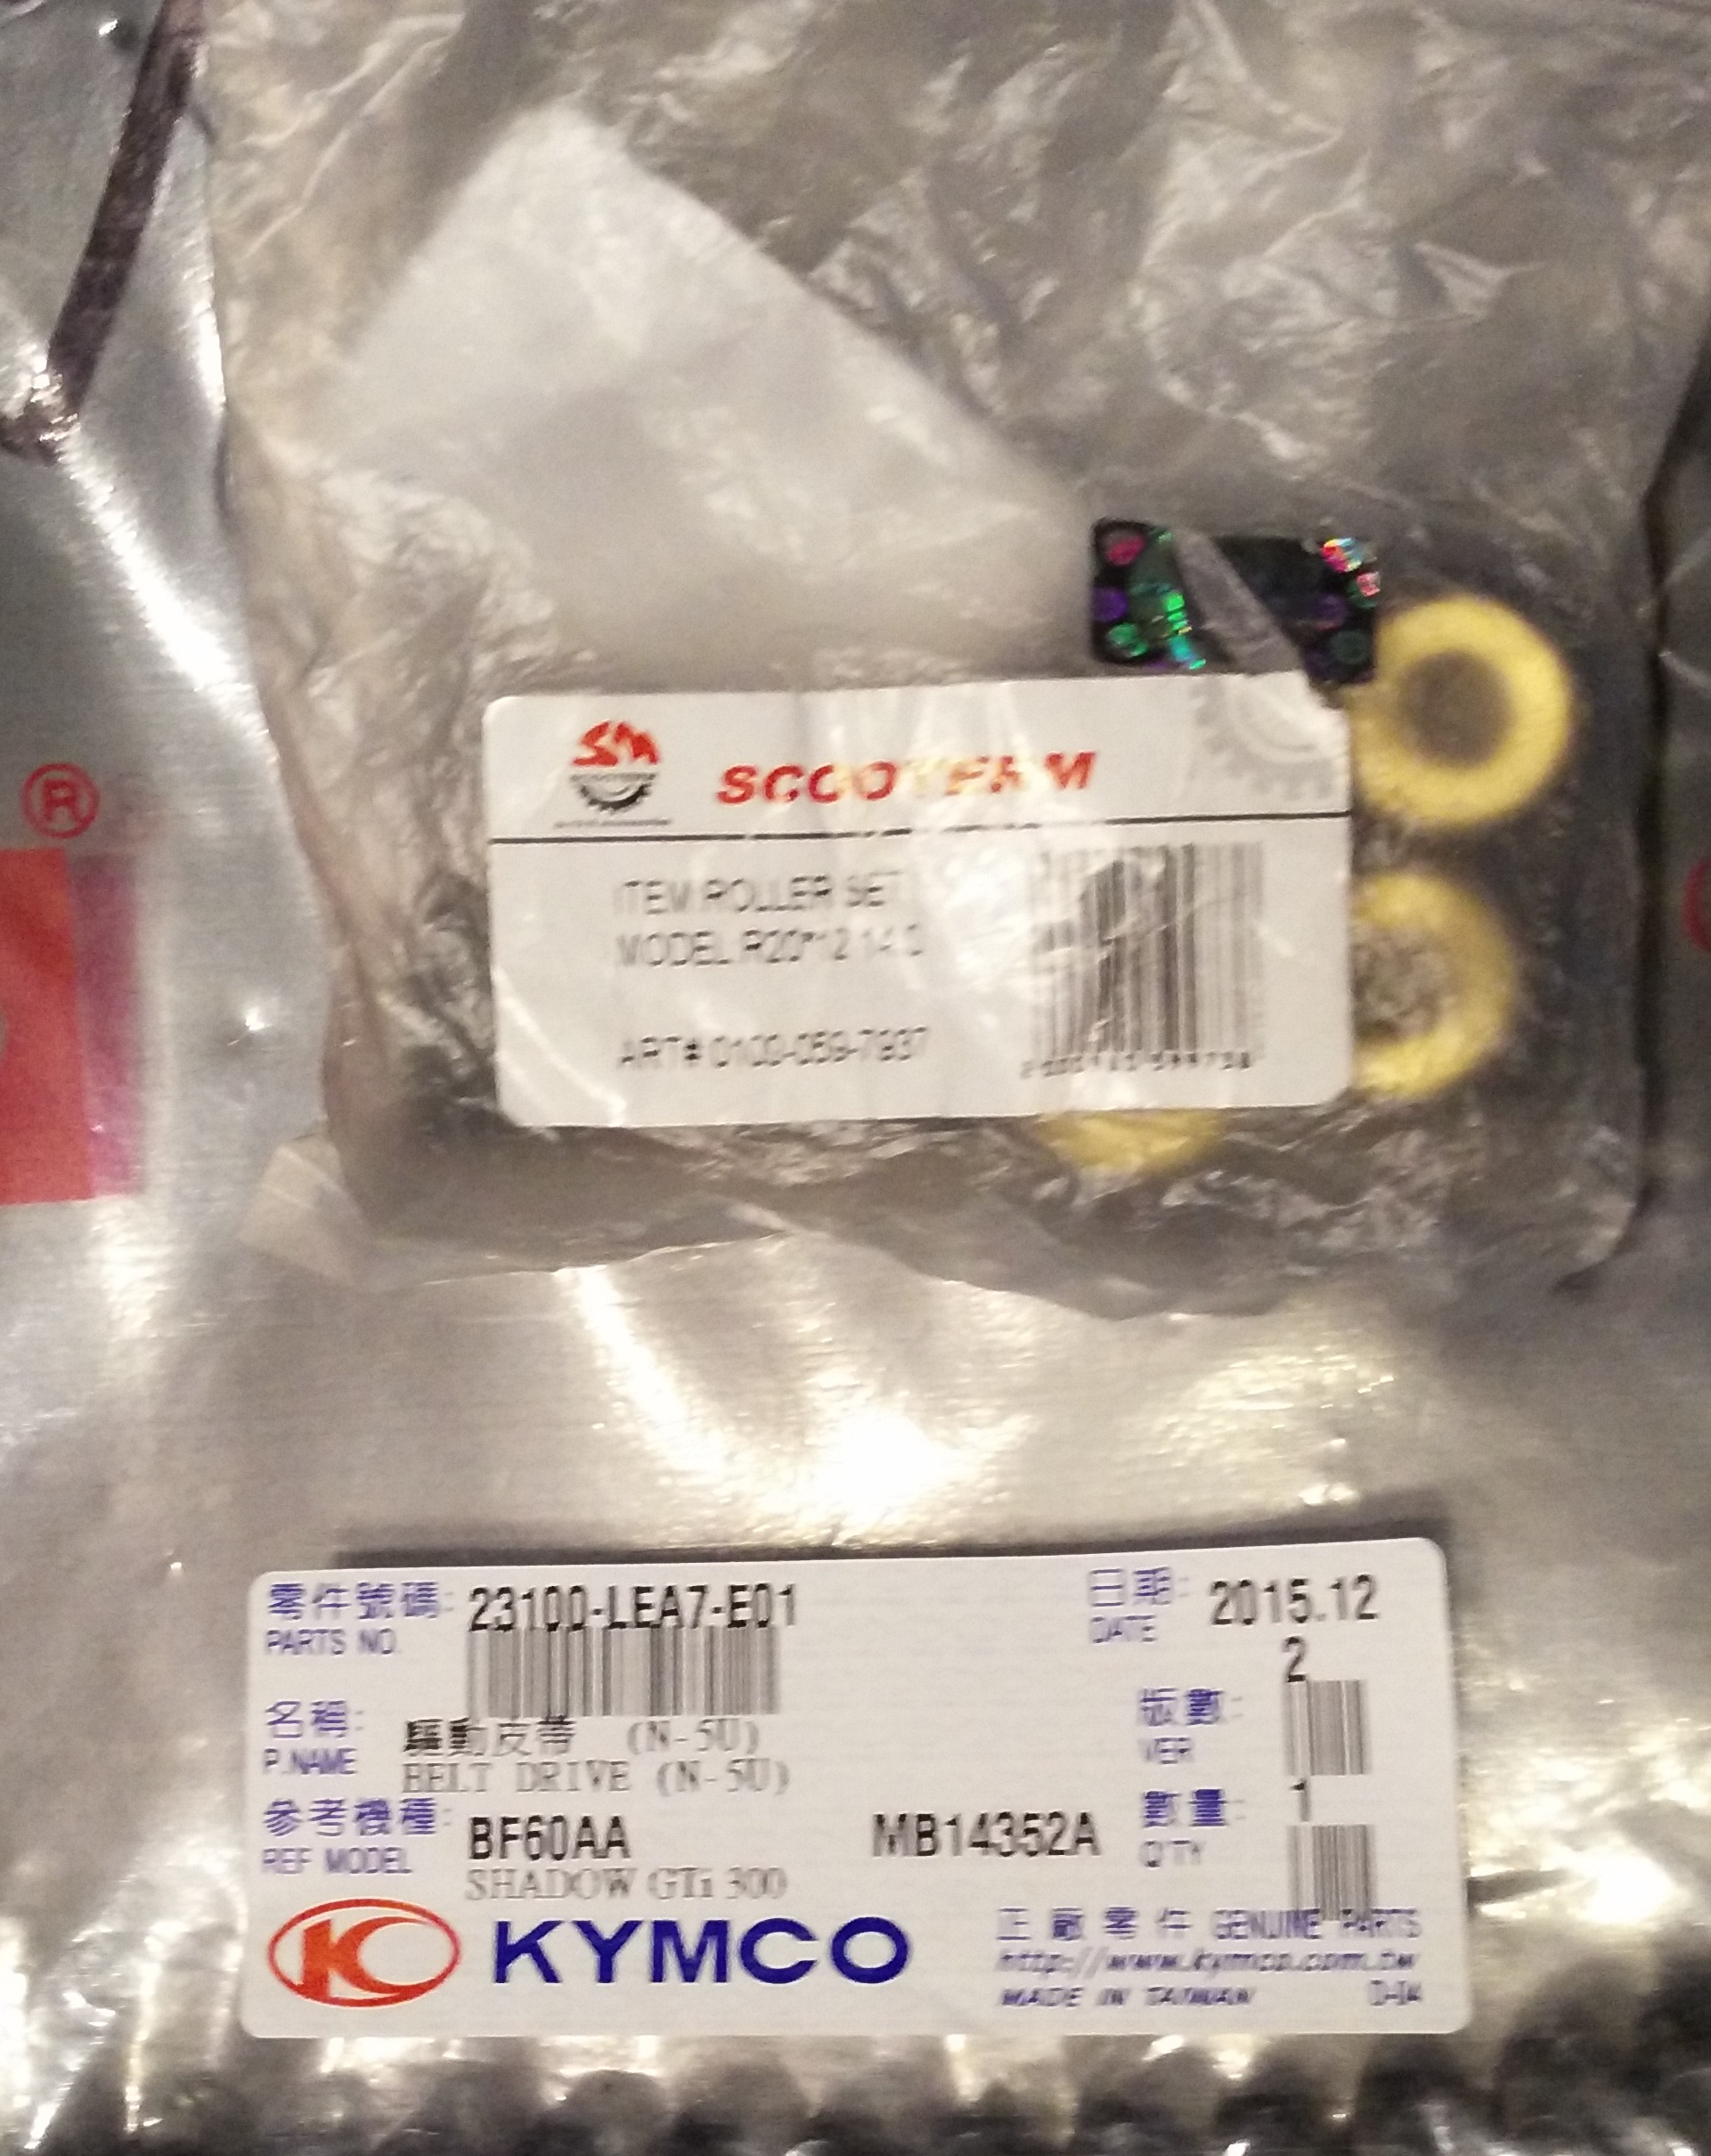 ®
SM
SCOOTER-M
ITEM ROLLER SET
MODEL R20*12 14.0
ART# 0100-059-7937
零件號碼: 23100-LEA7-E01
PARTS NO.
日期: 2015.12
DATE
2
名稱: 驅動皮帶 (N-5U)
P.NAME BELT DRIVE (N-5U)
版數:
VER
參考機種: BF60AA MB14352A
REF MODEL SHADOW GTi 300
數量: 1
Q'TY
KYMCO
正廠零件 GENUINE PARTS
http://www.kymco.com.tw
MADE IN TAIWAN